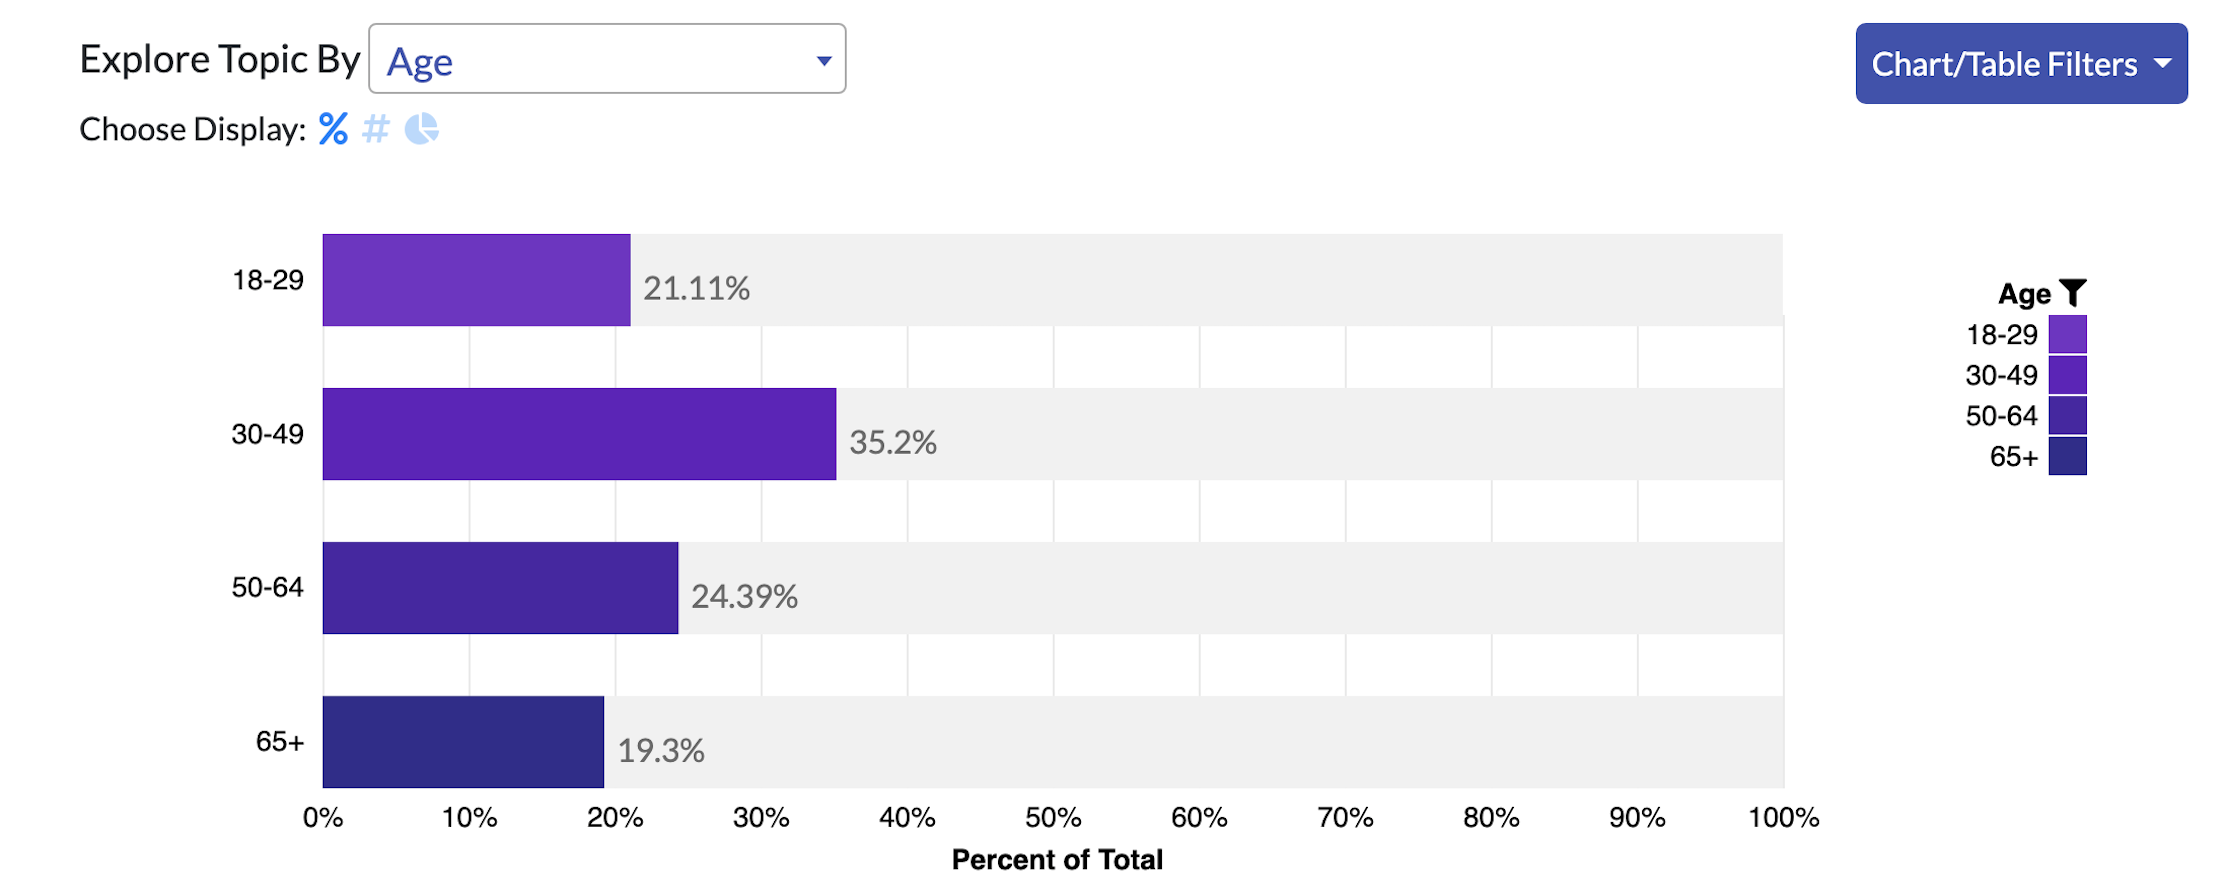 Explore Topic By Age
Chart/Table Filters
Choose Display: % #
18-29
21.11%
30-49
35.2%
50-64
24.39%
65+
19.3%
0% 10% 20% 30% 40% 50% 60% 70% 80% 90% 100%
Percent of Total
Age
18-29
30-49
50-64
65+